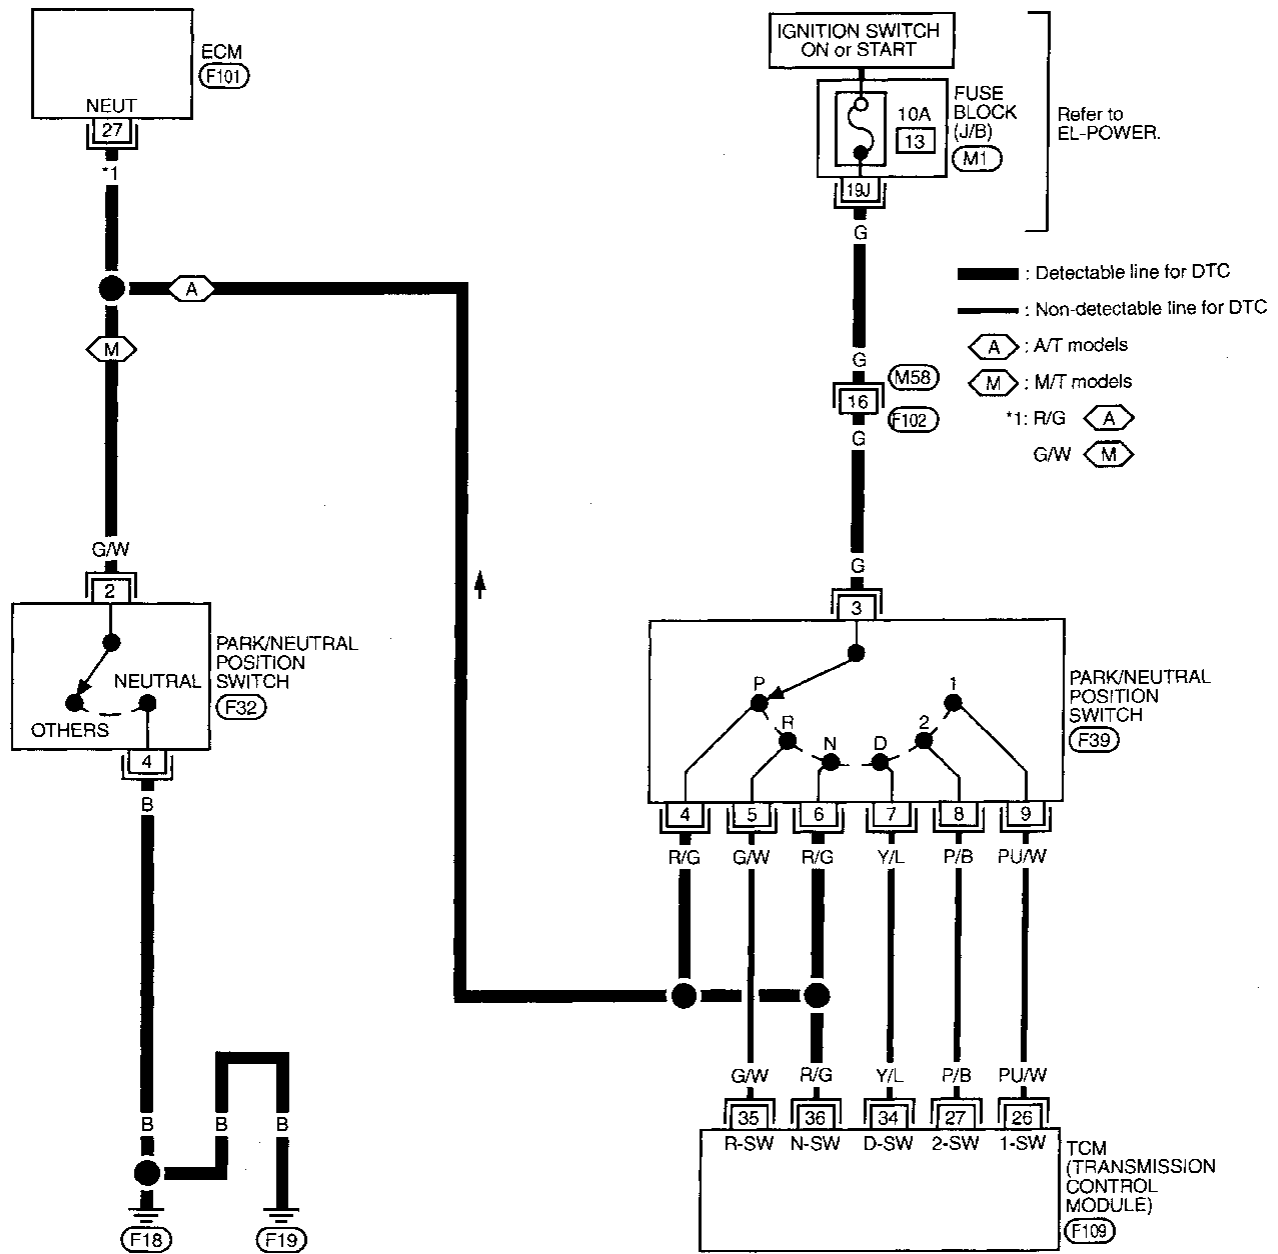 ECM
F101
NEUT
27
*1
A
M
G/W
2
PARK/NEUTRAL
POSITION
SWITCH
F32
NEUTRAL
OTHERS
4
B
B
B
B
F18
F19
IGNITION SWITCH
ON or START
FUSE
BLOCK
(J/B)
M1
10A
13
19J
Refer to
EL-POWER.
G
G
M58
16
F102
G
G
: Detectable line for DTC
: Non-detectable line for DTC
A : A/T models
M : M/T models
*1: R/G A
G/W M
3
PARK/NEUTRAL
POSITION
SWITCH
F39
P
R
N
D
2
1
4 5 6 7 8 9
R/G G/W R/G Y/L P/B PU/W
G/W R/G Y/L P/B PU/W
35 36 34 27 26
R-SW N-SW D-SW 2-SW 1-SW
TCM
(TRANSMISSION
CONTROL
MODULE)
F109